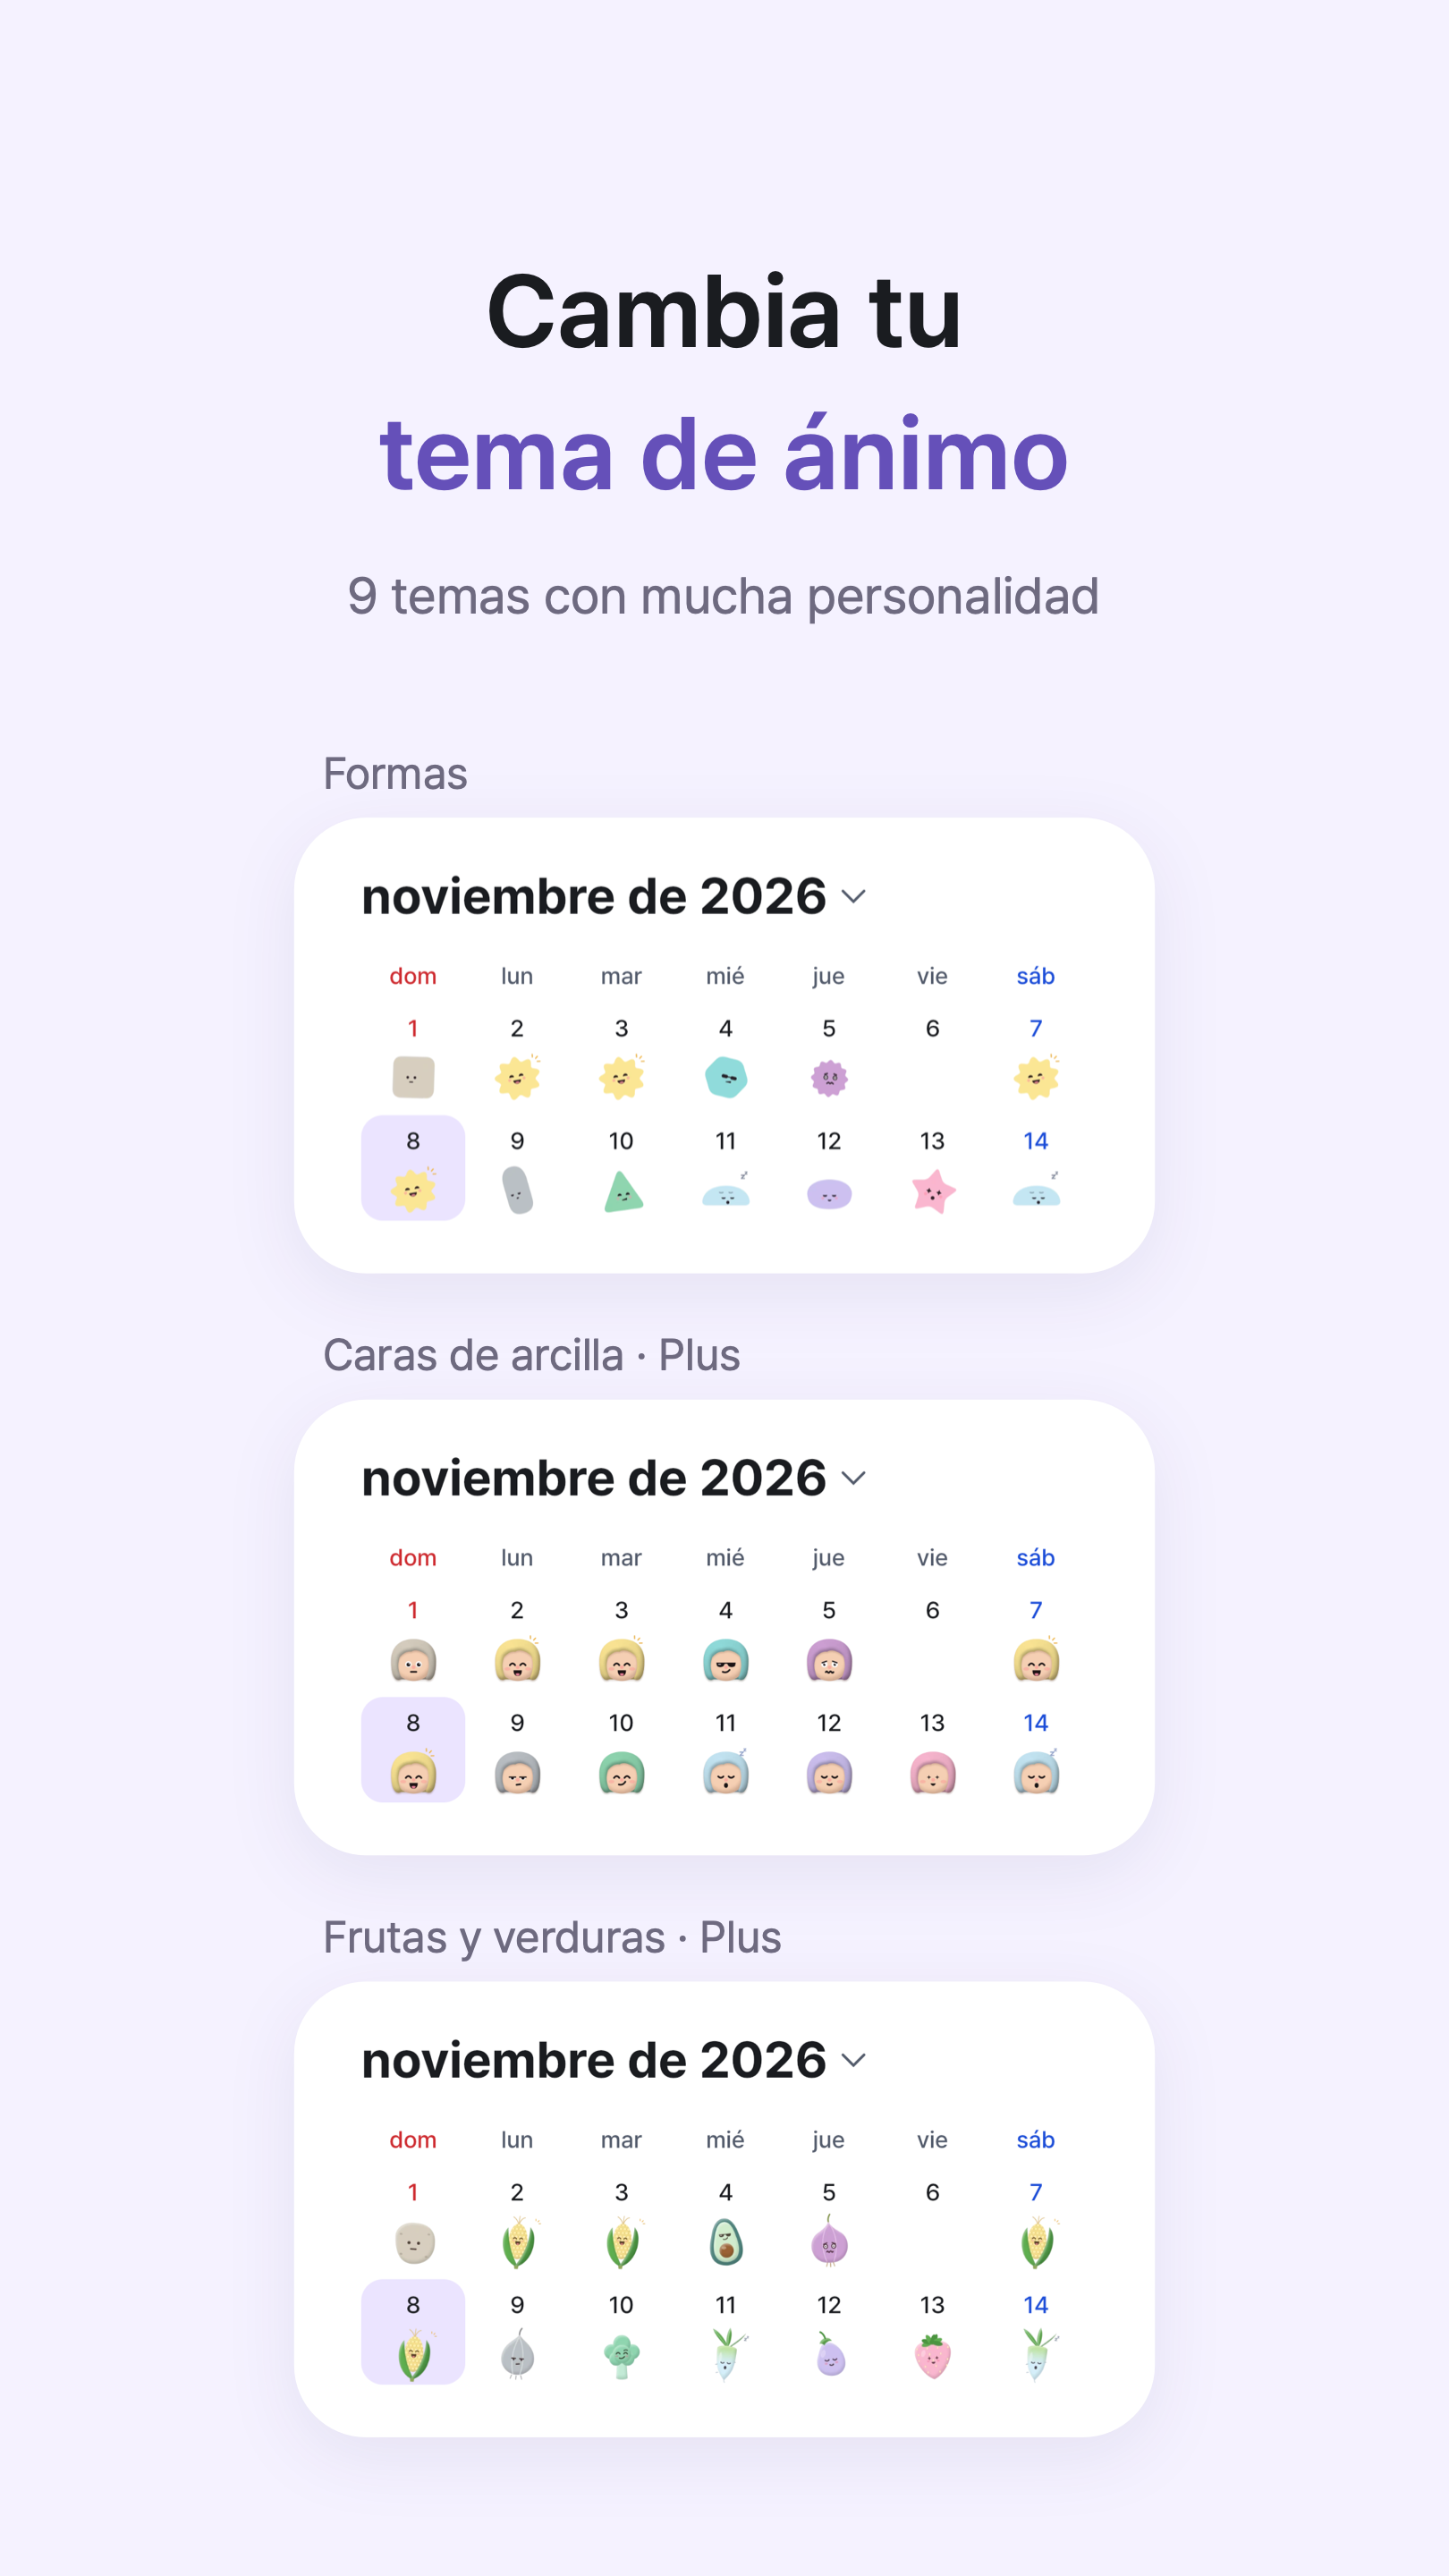 Cambia tu
tema de ánimo
9 temas con mucha personalidad
Formas
noviembre de 2026
dom lun mar mié jue vie sáb
1 2 3 4 5 6 7
8 9 10 11 12 13 14
Caras de arcilla · Plus
noviembre de 2026
dom lun mar mié jue vie sáb
1 2 3 4 5 6 7
8 9 10 11 12 13 14
Frutas y verduras · Plus
noviembre de 2026
dom lun mar mié jue vie sáb
1 2 3 4 5 6 7
8 9 10 11 12 13 14